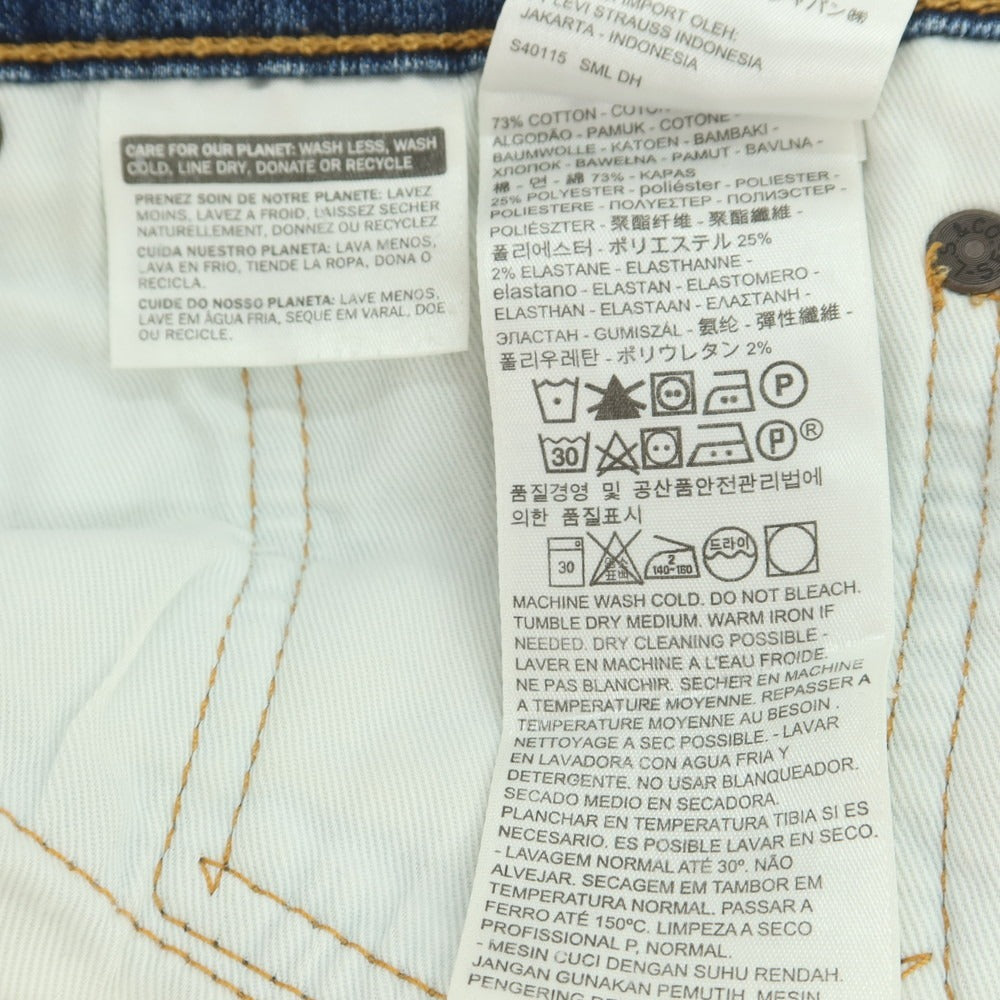 CARE FOR OUR PLANET: WASH LESS, WASH
COLD, LINE DRY, DONATE OR RECYCLE
PRENEZ SOIN DE NOTRE PLANETE: LAVEZ
MOINS, LAVEZ A FROID, LAISSEZ SECHER
NATURELLEMENT, DONNEZ OU RECYCLEZ
CUIDA NUESTRO PLANETA: LAVA MENOS,
LAVA EN FRIO, TIENDE LA ROPA, DONA O
RECICLA.
CUIDE DO NOSSO PLANETA: LAVE MENOS,
LAVE EM ÁGUA FRIA, SEQUE EM VARAL, DOE
OU RECICLE.
IMPORT OLEH:
LEVI STRAUSS INDONESIA
JAKARTA - INDONESIA
S40115 SML DH
73% COTTON -
ALGODÃO - PAMUK - COTONE -
BAUMWOLLE - KATOEN - BAMBAKI -
ХЛОПОК - BAWEŁNA - PAMUT - BAVLNA -
棉 - 면 - 綿 73% - KAPAS
25% POLYESTER - poliéster - POLIESTER -
POLIESTERE - ΠΟΛΥΕΣΤΕΡ - ПОЛИЭСТЕР -
POLIÉSZTER - 聚酯纤维 - 聚酯纖維 -
폴리에스터 - ポリエステル 25%
2% ELASTANE - ELASTHANNE -
elastano - ELASTAN - ELASTOMERO -
ELASTHAN - ELASTAAN - ΕΛΑΣΤΑΝΗ -
ЭЛАСТАН - GUMISZÁL - 氨纶 - 彈性纖維 -
폴리우레탄 - ポリウレタン 2%
P
30 P ®
품질경영 및 공산품안전관리법에
의한 품질표시
30 염소 표백 2 140~160 드라이
MACHINE WASH COLD. DO NOT BLEACH.
TUMBLE DRY MEDIUM. WARM IRON IF
NEEDED. DRY CLEANING POSSIBLE -
LAVER EN MACHINE A L'EAU FROIDE.
NE PAS BLANCHIR. SECHER EN MACHINE
A TEMPERATURE MOYENNE. REPASSER A
TEMPERATURE MOYENNE AU BESOIN .
NETTOYAGE A SEC POSSIBLE. - LAVAR
EN LAVADORA CON AGUA FRIA Y
DETERGENTE. NO USAR BLANQUEADOR.
SECADO MEDIO EN SECADORA.
PLANCHAR EN TEMPERATURA TIBIA SI ES
NECESARIO. ES POSIBLE LAVAR EN SECO.
- LAVAGEM NORMAL ATÉ 30º. NÃO
ALVEJAR. SECAGEM EM TAMBOR EM
TEMPERATURA NORMAL. PASSAR A
FERRO ATÉ 150ºC. LIMPEZA A SECO
PROFISSIONAL P, NORMAL.
- MESIN CUCI DENGAN SUHU RENDAH.
JANGAN GUNAKAN PEMUTIH. MESIN
PENGERING